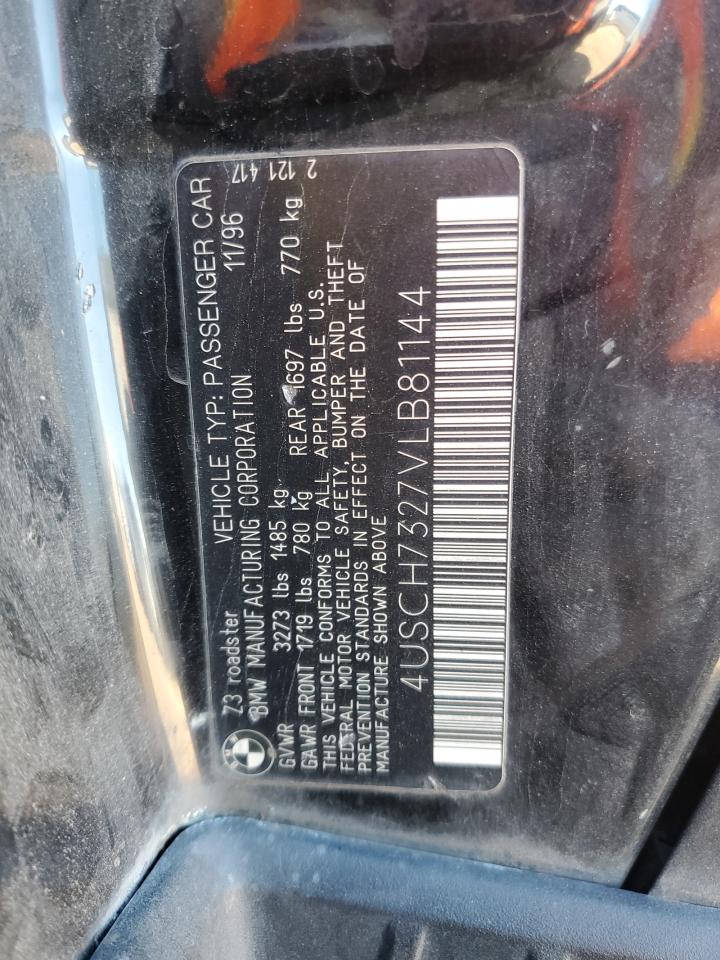 Z3 roadster VEHICLE TYP: PASSENGER CAR
BMW MANUFACTURING CORPORATION 11/96 417
GVWR 3273 lbs 1485 kg 2 121
GAWR FRONT 1719 lbs 780 kg REAR 1697 lbs 770 kg
THIS VEHICLE CONFORMS TO ALL APPLICABLE U.S.
FEDERAL MOTOR VEHICLE SAFETY, BUMPER AND THEFT
PREVENTION STANDARDS IN EFFECT ON THE DATE OF
MANUFACTURE SHOWN ABOVE
4USCH7327VLB81144